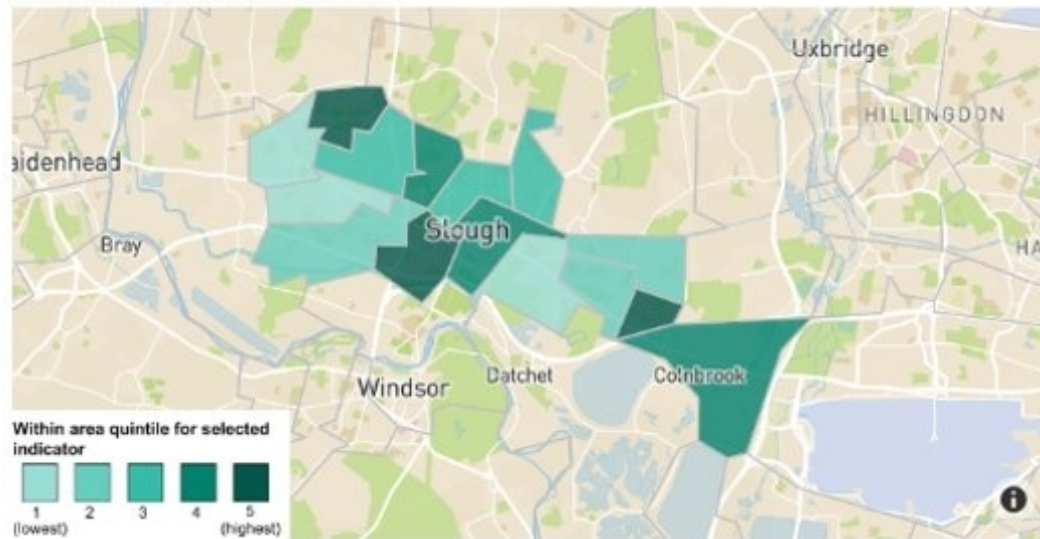 Uxbridge
HILLINGDON
aidenhead
Slough
Bray
HA
Windsor
Datchet
Colnbrook
Within area quintile for selected
indicator
1 2 3 4 5
(lowest) (highest)
i